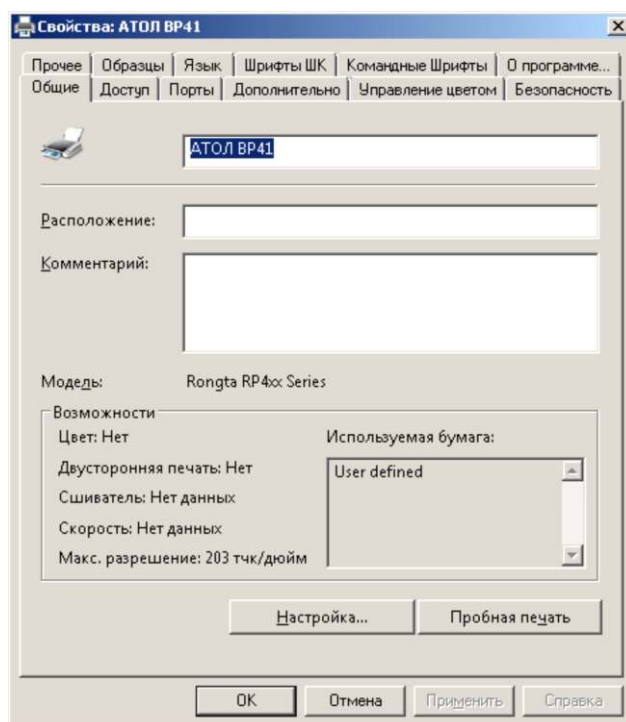 Свойства: АТОЛ BP41
Прочее Образцы Язык Шрифты ШК Командные Шрифты О программе...
Общие Доступ Порты Дополнительно Управление цветом Безопасность
АТОЛ BP41
Расположение:
Комментарий:
Модель: Rongta RP4xx Series
Возможности
Цвет: Нет Используемая бумага:
Двусторонняя печать: Нет User defined
Сшиватель: Нет данных
Скорость: Нет данных
Макс. разрешение: 203 тчк/дюйм
Настройка... Пробная печать
OK Отмена Применить Справка